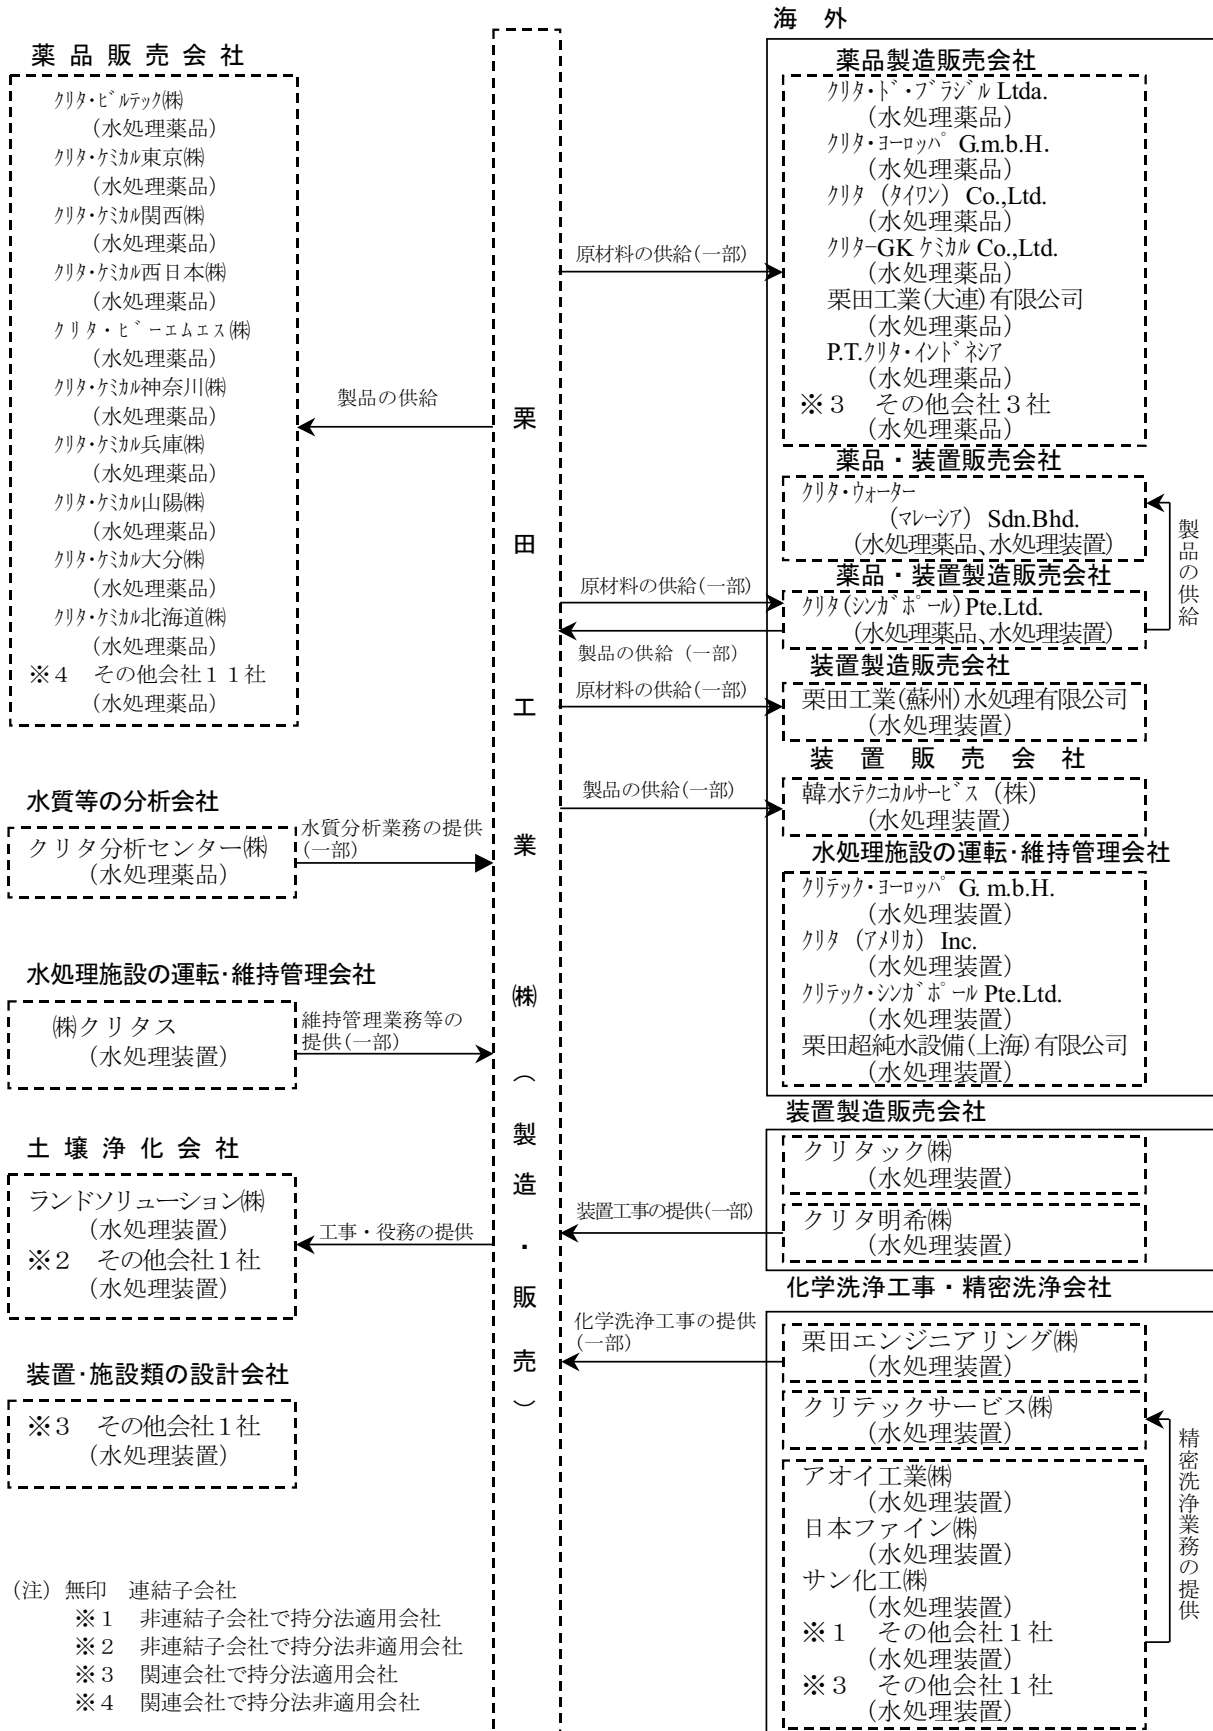 薬品販売会社
クリタ・ビルテック㈱
(水処理薬品)
クリタ・ケミカル東京㈱
(水処理薬品)
クリタ・ケミカル関西㈱
(水処理薬品)
クリタ・ケミカル西日本㈱
(水処理薬品)
クリタ・ビーエムエス㈱
(水処理薬品)
クリタ・ケミカル神奈川㈱
(水処理薬品)
クリタ・ケミカル兵庫㈱
(水処理薬品)
クリタ・ケミカル山陽㈱
(水処理薬品)
クリタ・ケミカル大分㈱
(水処理薬品)
クリタ・ケミカル北海道㈱
(水処理薬品)
※4 その他会社11社
(水処理薬品)
製品の供給
水質等の分析会社
クリタ分析センター㈱
(水処理薬品)
水質分析業務の提供
(一部)
水処理施設の運転・維持管理会社
㈱クリタス
(水処理装置)
維持管理業務等の
提供(一部)
土壌浄化会社
ランドソリューション㈱
(水処理装置)
※2 その他会社1社
(水処理装置)
工事・役務の提供
装置・施設類の設計会社
※3 その他会社1社
(水処理装置)
(注) 無印 連結子会社
※1 非連結子会社で持分法適用会社
※2 非連結子会社で持分法非適用会社
※3 関連会社で持分法適用会社
※4 関連会社で持分法非適用会社
栗田工業㈱(製造・販売)
原材料の供給(一部)
原材料の供給(一部)
製品の供給 (一部)
原材料の供給(一部)
製品の供給(一部)
装置工事の提供(一部)
化学洗浄工事の提供
(一部)
海外
薬品製造販売会社
クリタ・ド・ブラジル Ltda.
(水処理薬品)
クリタ・ヨーロッパ G.m.b.H.
(水処理薬品)
クリタ (タイワン) Co.,Ltd.
(水処理薬品)
クリターGK ケミカル Co.,Ltd.
(水処理薬品)
栗田工業(大連)有限公司
(水処理薬品)
P.T.クリタ・インドネシア
(水処理薬品)
※3 その他会社3社
(水処理薬品)
薬品・装置販売会社
クリタ・ウォーター
(マレーシア) Sdn.Bhd.
(水処理薬品、水処理装置)
薬品・装置製造販売会社
クリタ(シンガポール)Pte.Ltd.
(水処理薬品、水処理装置)
製品の供給
装置製造販売会社
栗田工業(蘇州)水処理有限公司
(水処理装置)
装置販売会社
韓水テクニカルサービス (株)
(水処理装置)
水処理施設の運転・維持管理会社
クリテック・ヨーロッパ G. m.b.H.
(水処理装置)
クリタ (アメリカ) Inc.
(水処理装置)
クリテック・シンガポール Pte.Ltd.
(水処理装置)
栗田超純水設備(上海)有限公司
(水処理装置)
装置製造販売会社
クリタック㈱
(水処理装置)
クリタ明希㈱
(水処理装置)
化学洗浄工事・精密洗浄会社
栗田エンジニアリング㈱
(水処理装置)
クリテックサービス㈱
(水処理装置)
アオイ工業㈱
(水処理装置)
日本ファイン㈱
(水処理装置)
サン化工㈱
(水処理装置)
※1 その他会社1社
(水処理装置)
※3 その他会社1社
(水処理装置)
精密洗浄業務の提供